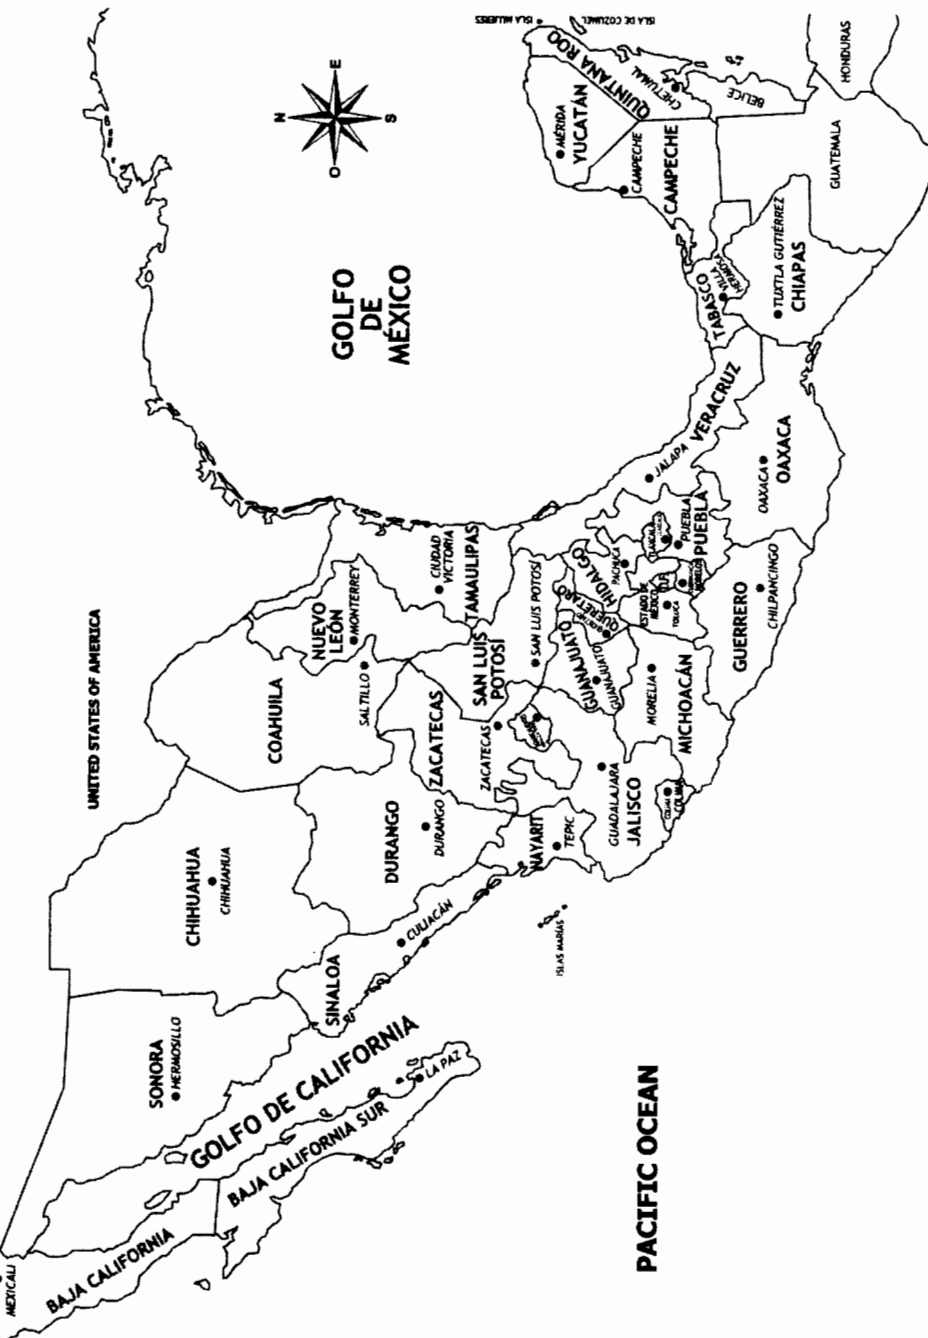 UNITED STATES OF AMERICA
MEXICALI
BAJA CALIFORNIA
BAJA CALIFORNIA SUR
LA PAZ
GOLFO DE CALIFORNIA
SONORA
HERMOSILLO
CHIHUAHUA
CHIHUAHUA
SINALOA
CULIACÁN
DURANGO
DURANGO
COAHUILA
SALTILLO
NUEVO
LEÓN
MONTERREY
CIUDAD
VICTORIA
TAMAULIPAS
ZACATECAS
ZACATECAS
SAN LUIS
POTOSÍ
SAN LUIS POTOSÍ
NAYARIT
TEPIC
ISLAS MARÍAS
GUADALAJARA
JALISCO
COLIMA
COLIMA
GUANAJUATO
GUANAJUATO
QUERÉTARO
HIDALGO
PACHUCA
ESTADO DE
MÉXICO
TOLUCA
D.F.
MORELOS
TLAXCALA
PUEBLA
PUEBLA
MORELIA
MICHOACÁN
GUERRERO
CHILPANCINGO
JALAPA
VERACRUZ
OAXACA
OAXACA
TABASCO
VILLA
HERMOSA
TUXTLA GUTIÉRREZ
CHIAPAS
CAMPECHE
CAMPECHE
MÉRIDA
YUCATÁN
QUINTANA ROO
CHETUMAL
ISLA MUJERES
ISLA DE COZUMEL
BELICE
GUATEMALA
HONDURAS
GOLFO
DE
MÉXICO
N
E
S
O
PACIFIC OCEAN